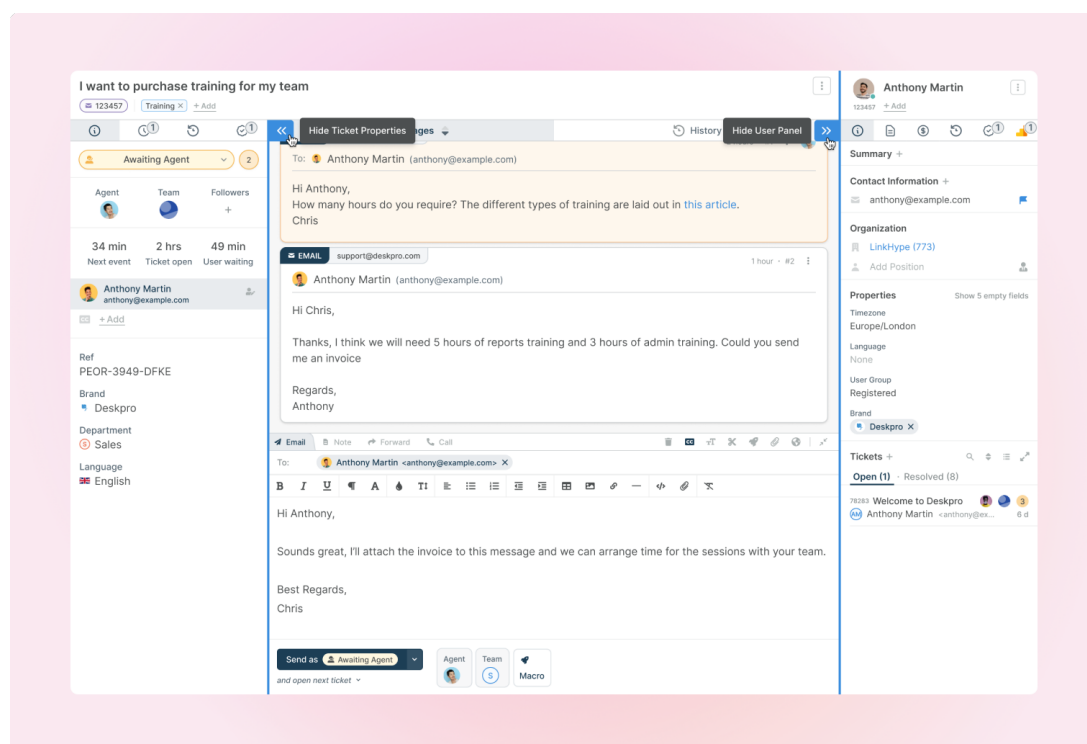 I want to purchase training for my team
123457 Training × + Add
1 1
Hide Ticket Properties ges History Hide User Panel
Awaiting Agent 2
Agent Team Followers
34 min 2 hrs 49 min
Next event Ticket open User waiting
Anthony Martin
anthony@example.com
CC + Add
Ref
PEOR-3949-DFKE
Brand
Deskpro
Department
S Sales
Language
English
To: Anthony Martin (anthony@example.com)
Hi Anthony,
How many hours do you require? The different types of training are laid out in this article.
Chris
EMAIL support@deskpro.com 1 hour · #2
Anthony Martin (anthony@example.com)
Hi Chris,
Thanks, I think we will need 5 hours of reports training and 3 hours of admin training. Could you send
me an invoice
Regards,
Anthony
Email Note Forward Call CC
To: Anthony Martin <anthony@example.com> ×
B I U ¶ A
Hi Anthony,
Sounds great, I'll attach the invoice to this message and we can arrange time for the sessions with your team.
Best Regards,
Chris
Send as Awaiting Agent
and open next ticket
Agent Team
S Macro
Anthony Martin
123457 + Add
1 1
Summary +
Contact Information +
anthony@example.com
Organization
LinkHype (773)
Add Position
Properties Show 5 empty fields
Timezone
Europe/London
Language
None
User Group
Registered
Brand
Deskpro ×
Tickets +
Open (1) · Resolved (8)
78283 Welcome to Deskpro 3
AM Anthony Martin <anthony@ex... 6 d